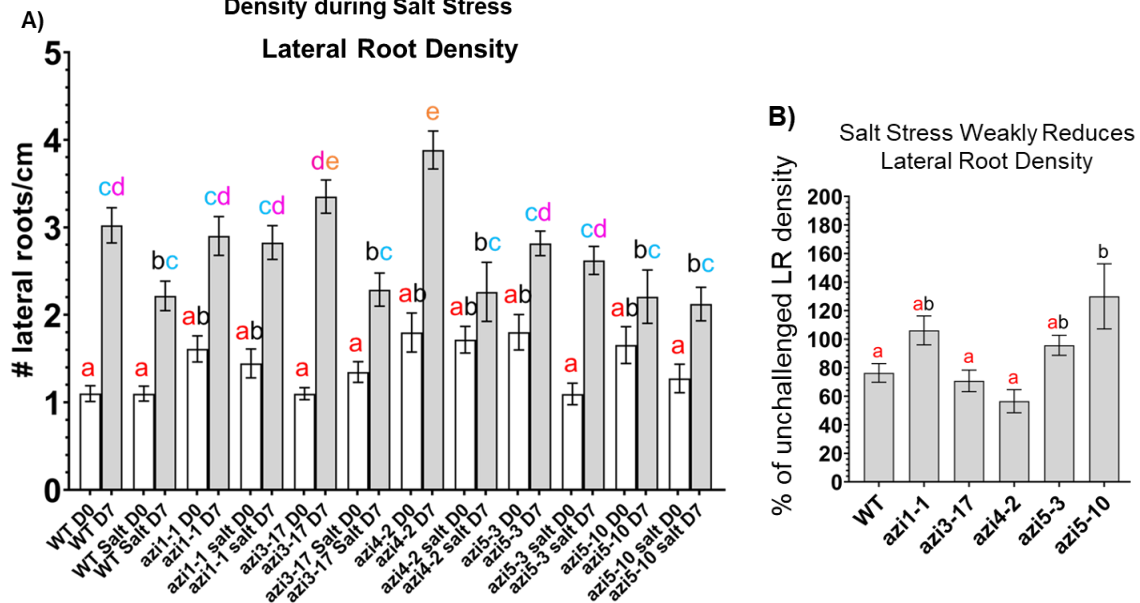 Density during Salt Stress
A)
Lateral Root Density
# lateral roots/cm
5
4
3
2
1
0
a
cd
a
bc
ab
cd
ab
cd
a
de
a
bc
ab
e
ab
bc
ab
cd
a
cd
ab
bc
a
bc
WT D0
WT D7
WT Salt D0
WT Salt D7
azi1-1 D0
azi1-1 D7
azi1-1 salt D0
azi1-1 salt D7
azi3-17 D0
azi3-17 D7
azi3-17 Salt D0
azi3-17 Salt D7
azi4-2 D0
azi4-2 D7
azi4-2 salt D0
azi4-2 salt D7
azi5-3 D0
azi5-3 D7
azi5-3 salt D0
azi5-3 salt D7
azi5-10 D0
azi5-10 D7
azi5-10 salt D0
azi5-10 salt D7
B)
Salt Stress Weakly Reduces
Lateral Root Density
% of unchallenged LR density
200
180
160
140
120
100
80
60
40
20
0
a
ab
a
a
ab
b
WT
azi1-1
azi3-17
azi4-2
azi5-3
azi5-10